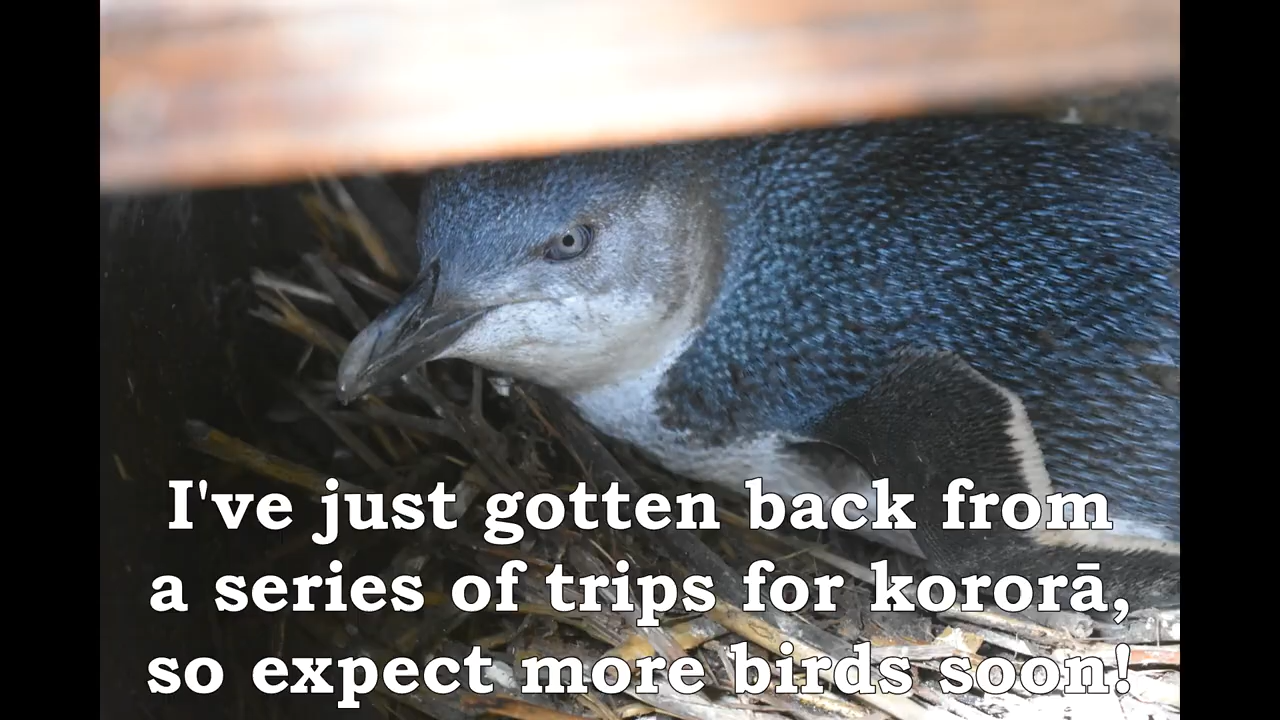 I've just gotten back from
a series of trips for kororā,
so expect more birds soon!